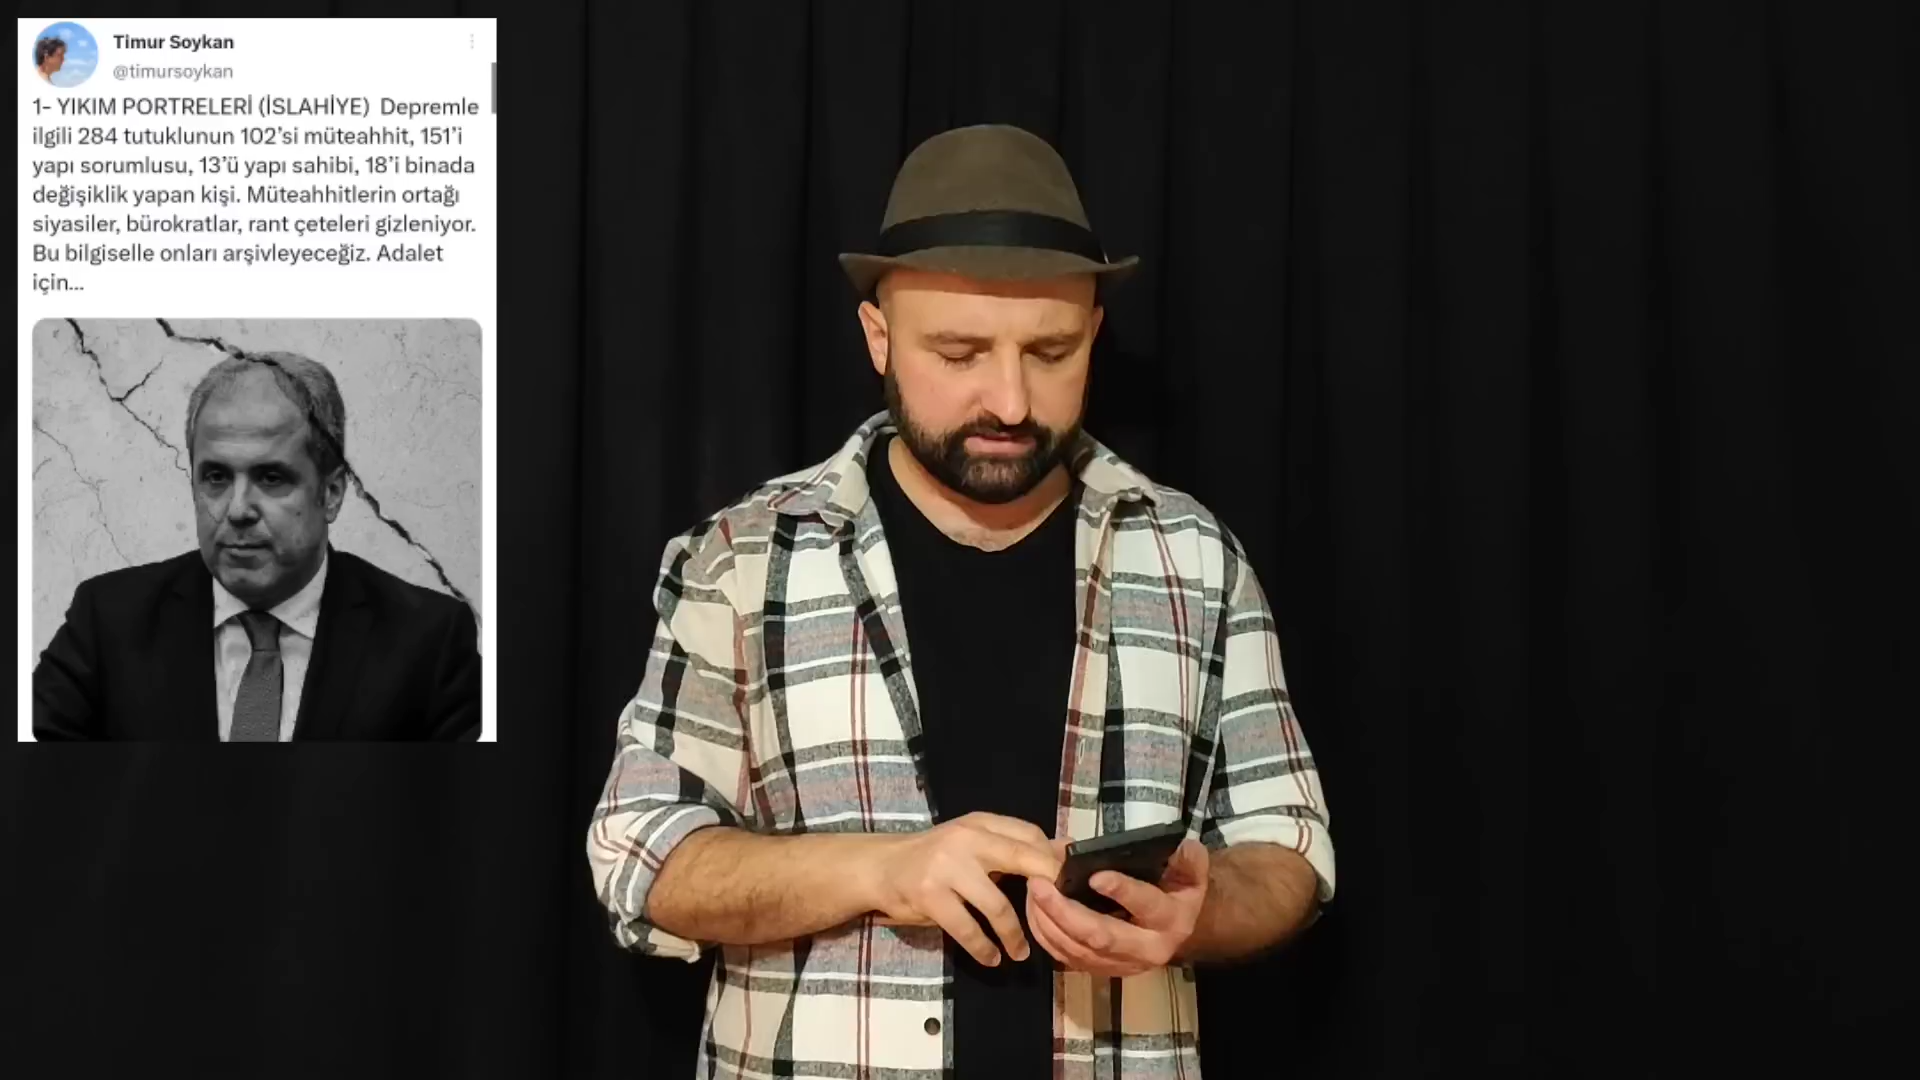 Timur Soykan
@timursoykan
1- YIKIM PORTRELERİ (İSLAHİYE) Depremle
ilgili 284 tutuklunun 102’si müteahhit, 151’i
yapı sorumlusu, 13’ü yapı sahibi, 18’i binada
değişiklik yapan kişi. Müteahhitlerin ortağı
siyasiler, bürokratlar, rant çeteleri gizleniyor.
Bu bilgiselle onları arşivleyeceğiz. Adalet
için...